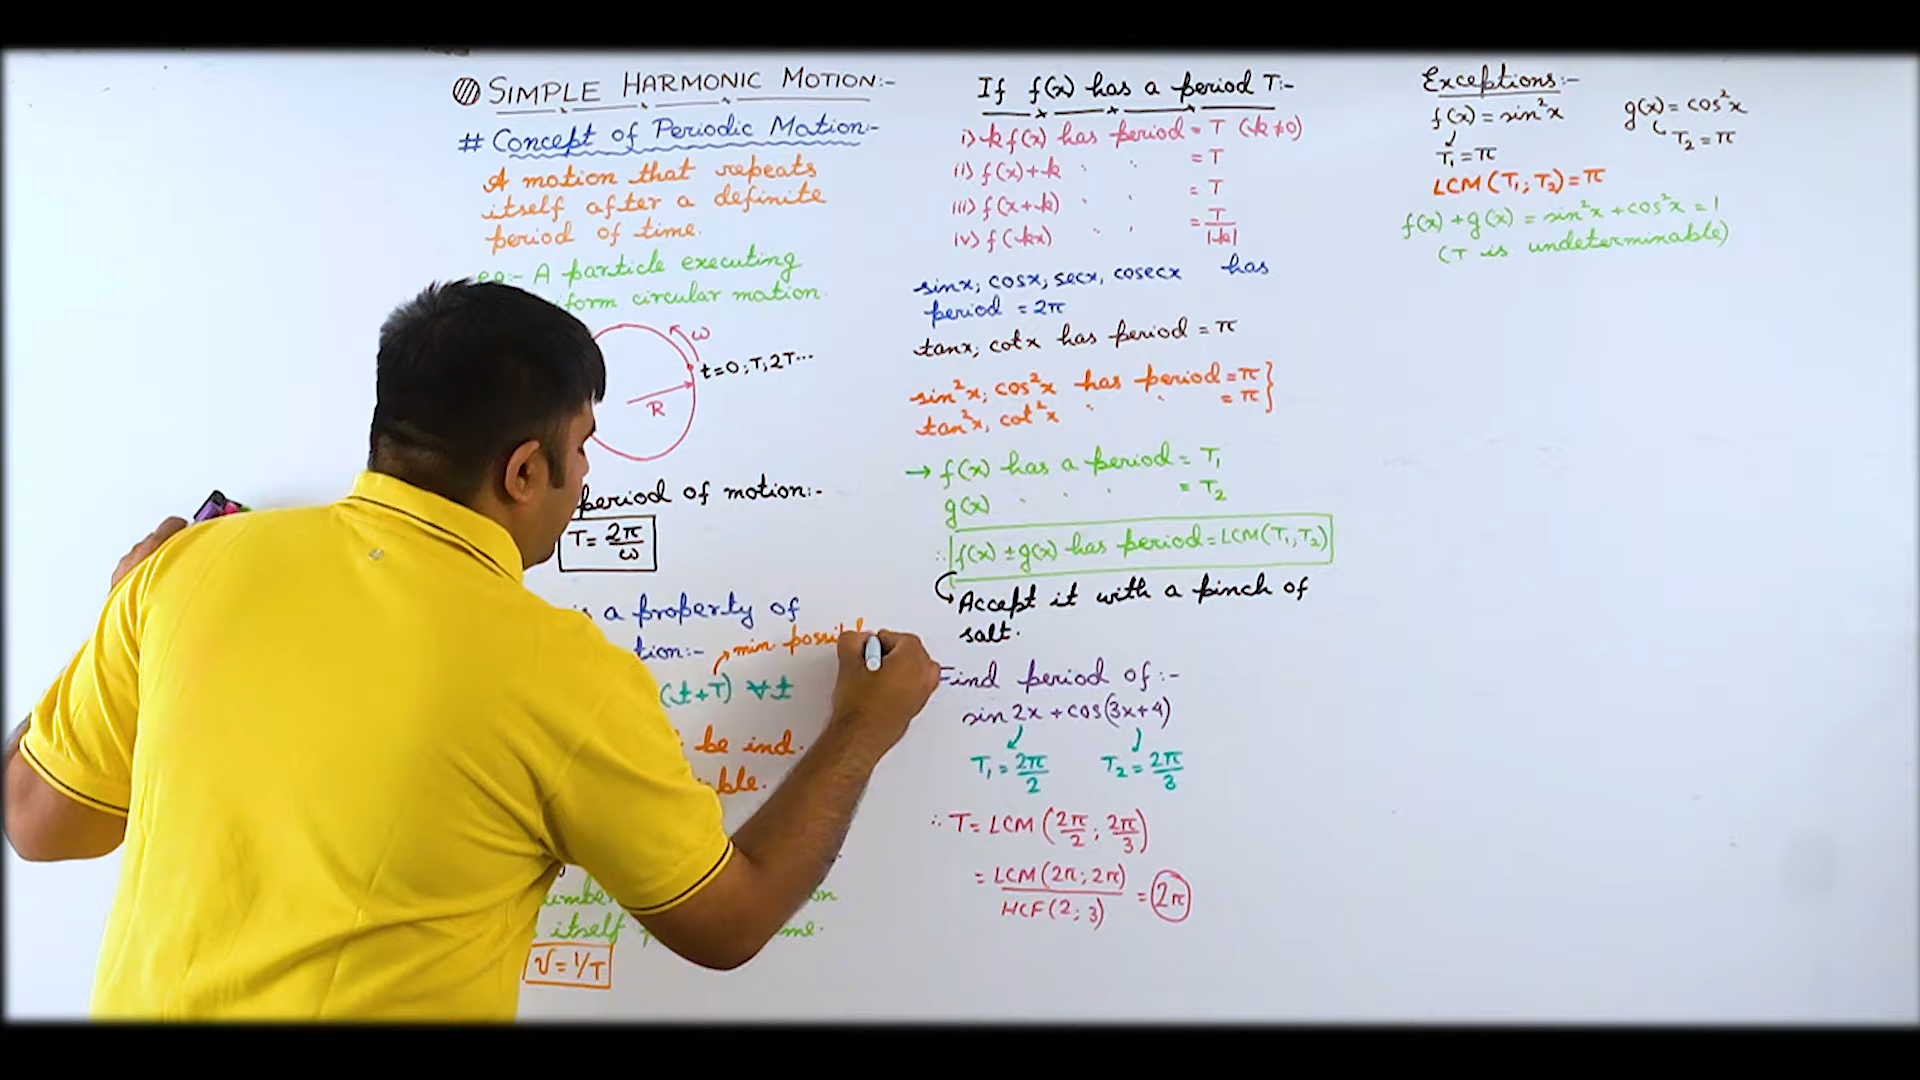 SIMPLE HARMONIC MOTION:-
# Concept of Periodic Motion:-
A motion that repeats
itself after a definite
period of time.
eg:- A particle executing
circular motion.
ω
t=0;T;2T...
R
period of motion:-
T= 2π/ω
is a property of
min. possible
(t+T) ∀t
be ind.
itself
ν=1/T
If f(x) has a period T:-
i) kf(x) has period = T (k≠0)
ii) f(x)+k " " = T
iii) f(x+k) " " = T
iv) f(kx) " " = T/|k|
sinx; cosx; secx, cosecx has
period = 2π
tanx; cotx has period = π
sin²x; cos²x has period = π }
tan²x, cot²x " " = π
→ f(x) has a period = T₁
g(x) " " " = T₂
∴ f(x) ± g(x) has period = LCM(T₁,T₂)
Accept it with a pinch of
salt.
Find period of:-
sin2x + cos(3x+4)
T₁ = 2π/2 T₂ = 2π/3
∴ T = LCM (2π/2 ; 2π/3)
= LCM(2π; 2π)/HCF(2; 3) = 2π
Exceptions:-
f(x) = sin²x g(x) = cos²x
T₁ = π T₂ = π
LCM(T₁; T₂) = π
f(x) + g(x) = sin²x + cos²x = 1
(T is undeterminable)